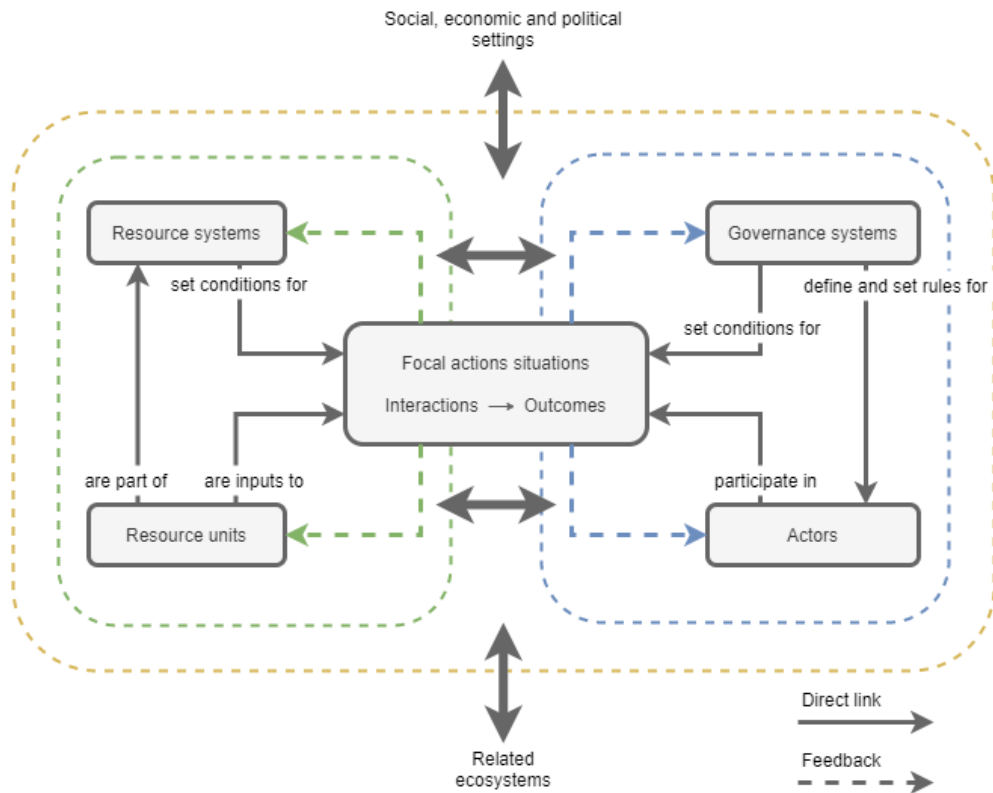 Social, economic and political
settings
Resource systems
Governance systems
set conditions for
define and set rules for
set conditions for
Focal actions situations
Interactions → Outcomes
are part of
are inputs to
participate in
Resource units
Actors
Direct link
Related
ecosystems
Feedback